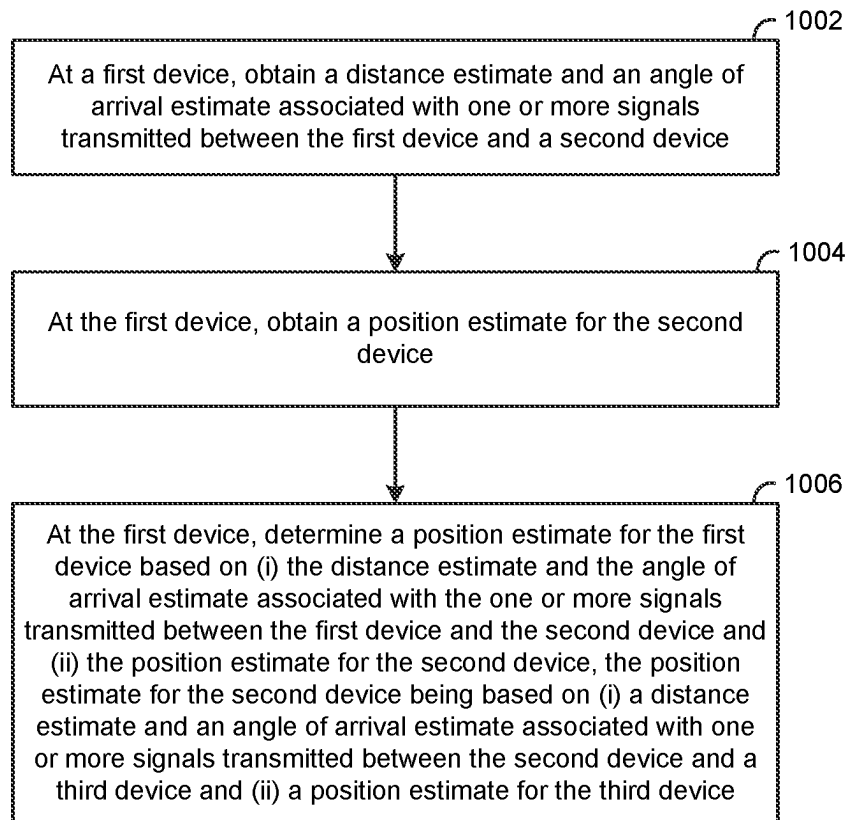 1002
At a first device, obtain a distance estimate and an angle of
arrival estimate associated with one or more signals
transmitted between the first device and a second device
1004
At the first device, obtain a position estimate for the second
device
1006
At the first device, determine a position estimate for the first
device based on (i) the distance estimate and the angle of
arrival estimate associated with the one or more signals
transmitted between the first device and the second device and
(ii) the position estimate for the second device, the position
estimate for the second device being based on (i) a distance
estimate and an angle of arrival estimate associated with one
or more signals transmitted between the second device and a
third device and (ii) a position estimate for the third device